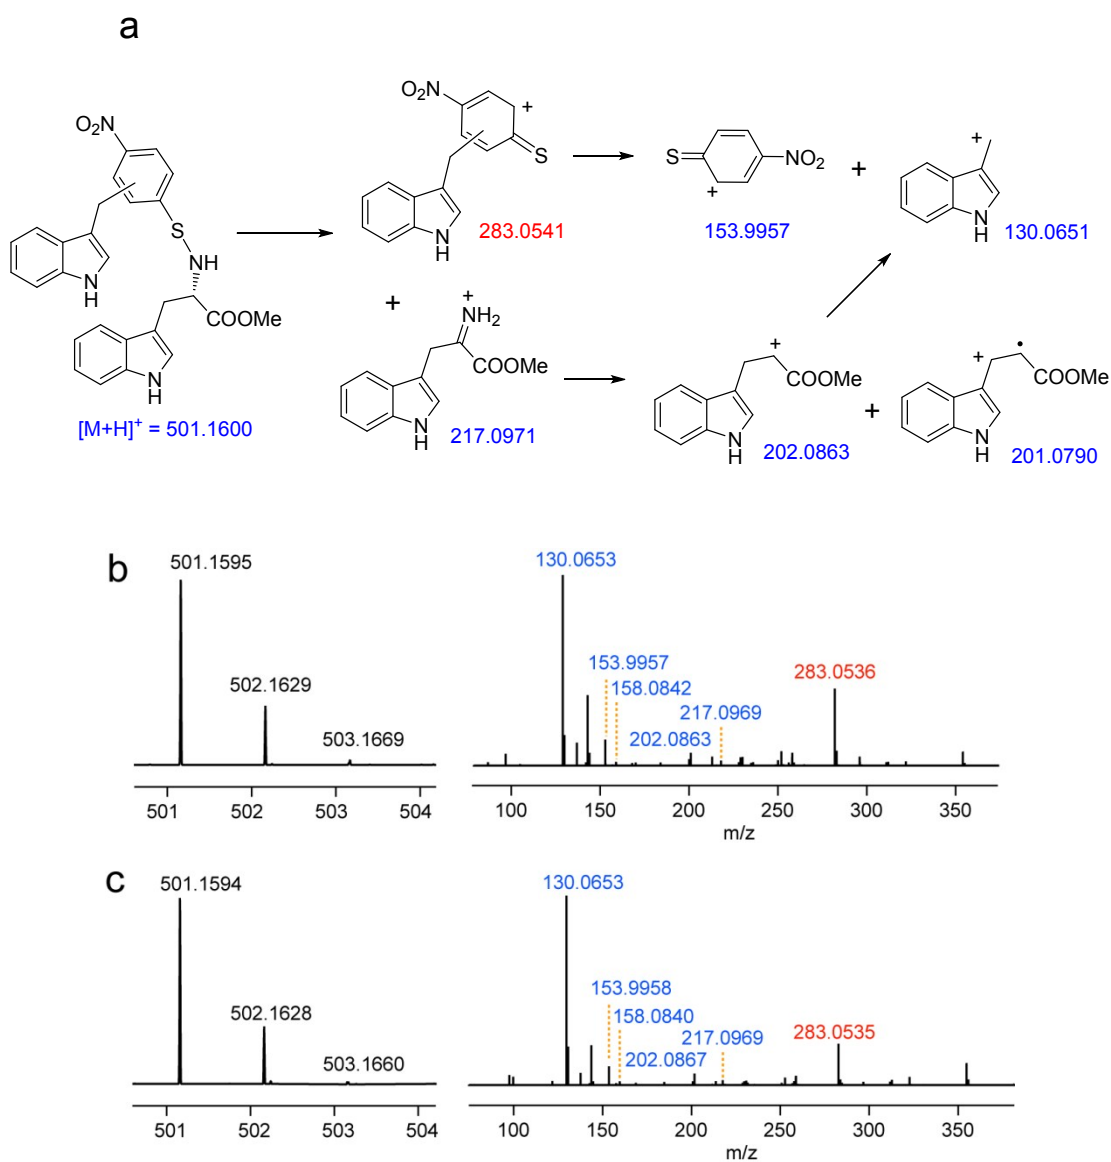 a
O2N
+
S
283.0541
N
H
O2N
S
NH
N
H
COOMe
N
H
[M+H]+ = 501.1600
S
NO2
+
153.9957
+
+
N
H
130.0651
+
+
NH2
COOMe
N
H
217.0971
+
COOMe
N
H
202.0863
+
+
•
COOMe
N
H
201.0790
b
501.1595
502.1629
503.1669
501 502 503 504
130.0653
153.9957
158.0842
217.0969
202.0863
283.0536
100 150 200 250 300 350
m/z
c
501.1594
502.1628
503.1660
501 502 503 504
130.0653
153.9958
158.0840
217.0969
202.0867
283.0535
100 150 200 250 300 350
m/z